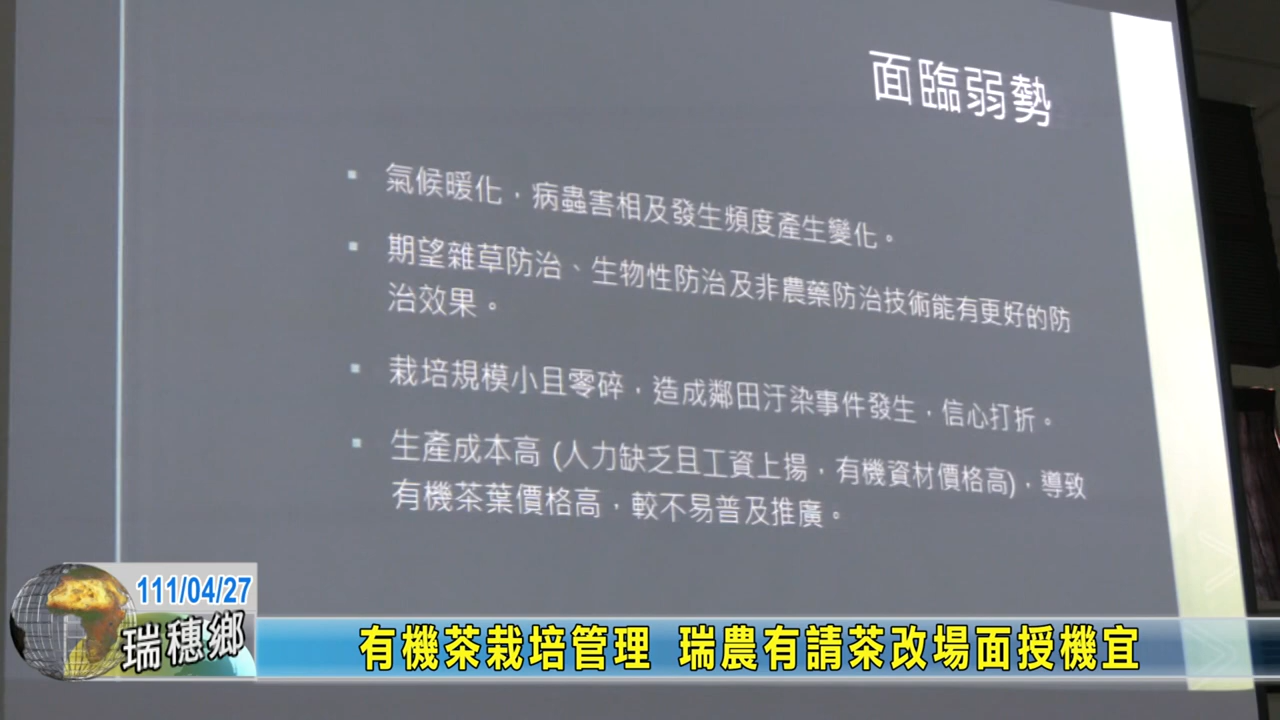 面臨弱勢
▪ 氣候暖化，病蟲害相及發生頻度產生變化。
▪ 期望雜草防治、生物性防治及非農藥防治技術能有更好的防
治效果。
▪ 栽培規模小且零碎，造成鄰田汙染事件發生，信心打折。
▪ 生產成本高 (人力缺乏且工資上揚，有機資材價格高)，導致
有機茶葉價格高，較不易普及推廣。
111/04/27
瑞穗鄉
有機茶栽培管理 瑞農有請茶改場面授機宜